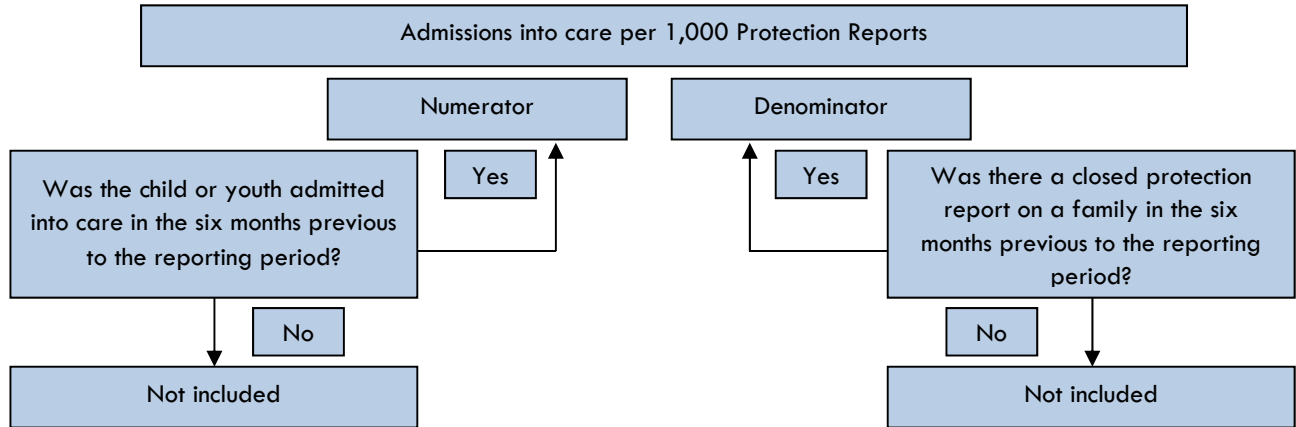 Admissions into care per 1,000 Protection Reports
Numerator
Denominator
Yes
Yes
Was the child or youth admitted
into care in the six months previous
to the reporting period?
Was there a closed protection
report on a family in the six
months previous to the reporting
period?
No
No
Not included
Not included